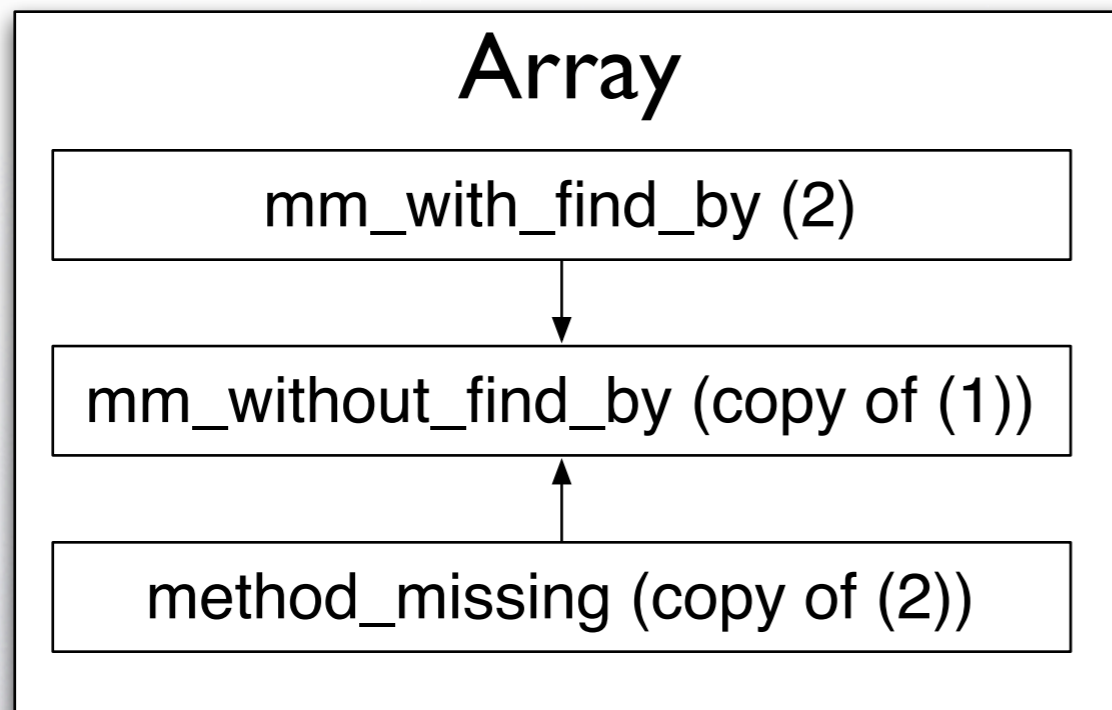 Array
mm_with_find_by (2)
mm_without_find_by (copy of (1))
method_missing (copy of (2))